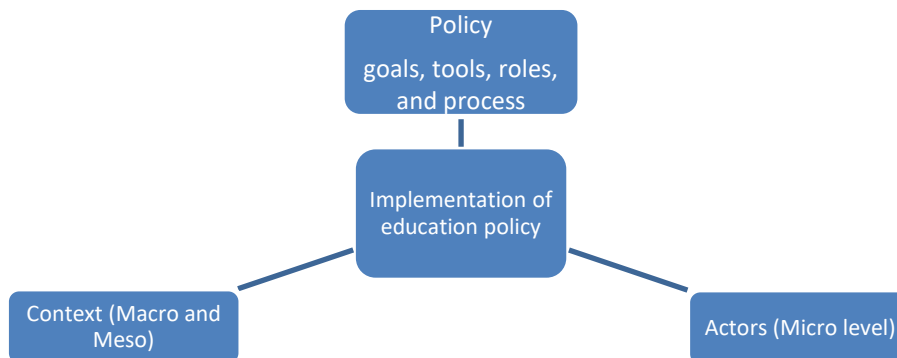 Policy
goals, tools, roles,
and process
Implementation of
education policy
Context (Macro and
Meso)
Actors (Micro level)